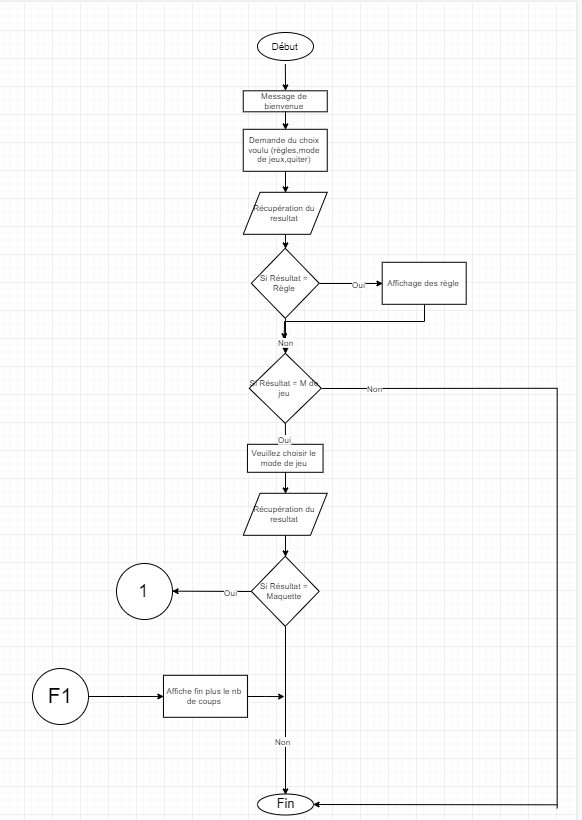 Début
Message de
bienvenue
Demande du choix
voulu (règles,mode
de jeux,quiter)
Récupération du
resultat
Si Résultat =
Règle
Oui
Affichage des règle
Non
Si Résultat = M de
jeu
Non
Oui
Veuillez choisir le
mode de jeu
Récupération du
resultat
Si Résultat =
Maquette
Oui
1
F1
Affiche fin plus le nb
de coups
Non
Fin